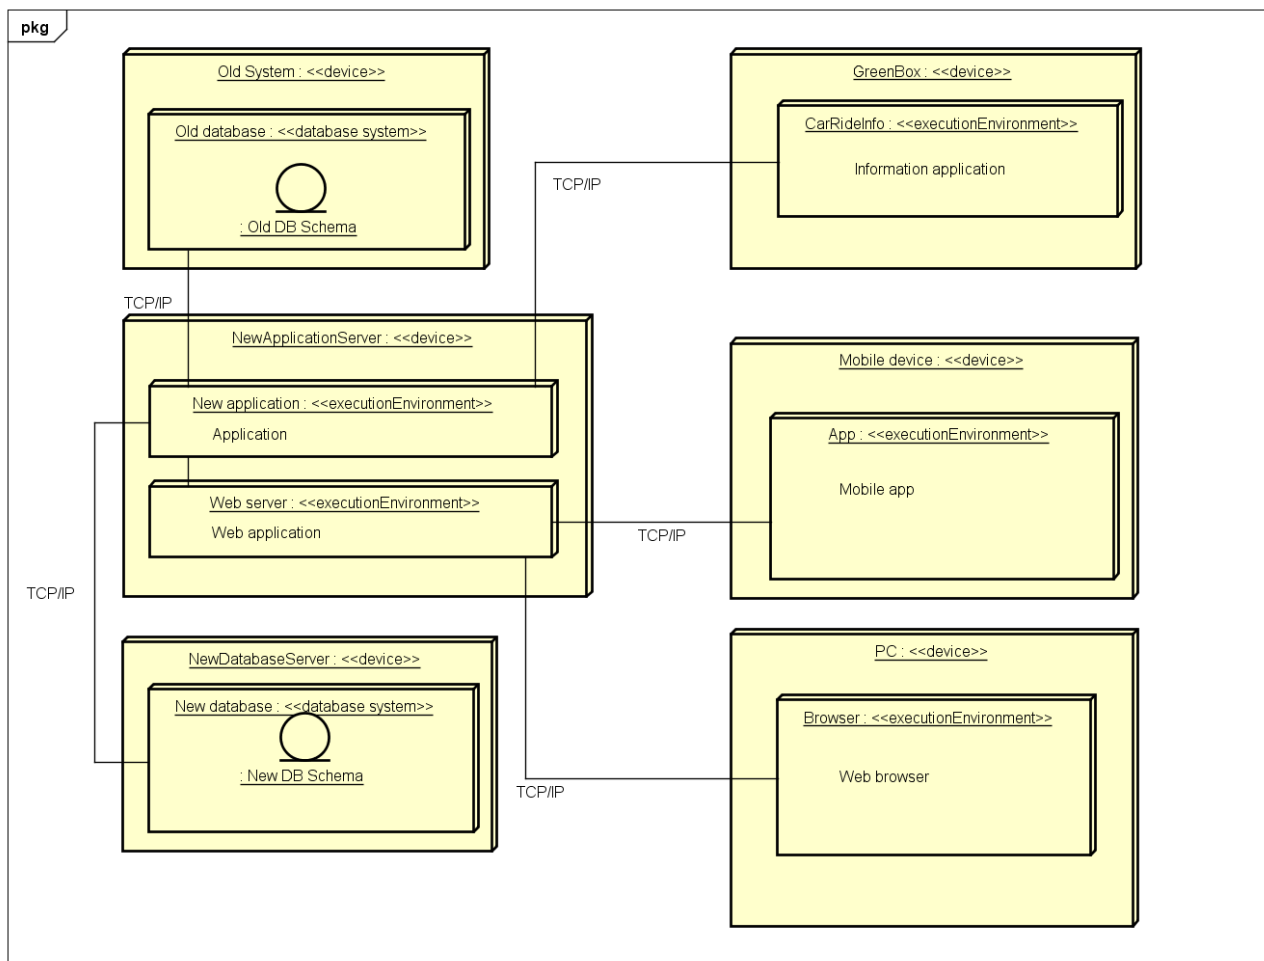 pkg
Old System : <<device>>
Old database : <<database system>>
: Old DB Schema
TCP/IP
GreenBox : <<device>>
CarRideInfo : <<executionEnvironment>>
Information application
TCP/IP
NewApplicationServer : <<device>>
New application : <<executionEnvironment>>
Application
Web server : <<executionEnvironment>>
Web application
Mobile device : <<device>>
App : <<executionEnvironment>>
Mobile app
TCP/IP
TCP/IP
NewDatabaseServer : <<device>>
New database : <<database system>>
: New DB Schema
PC : <<device>>
Browser : <<executionEnvironment>>
Web browser
TCP/IP